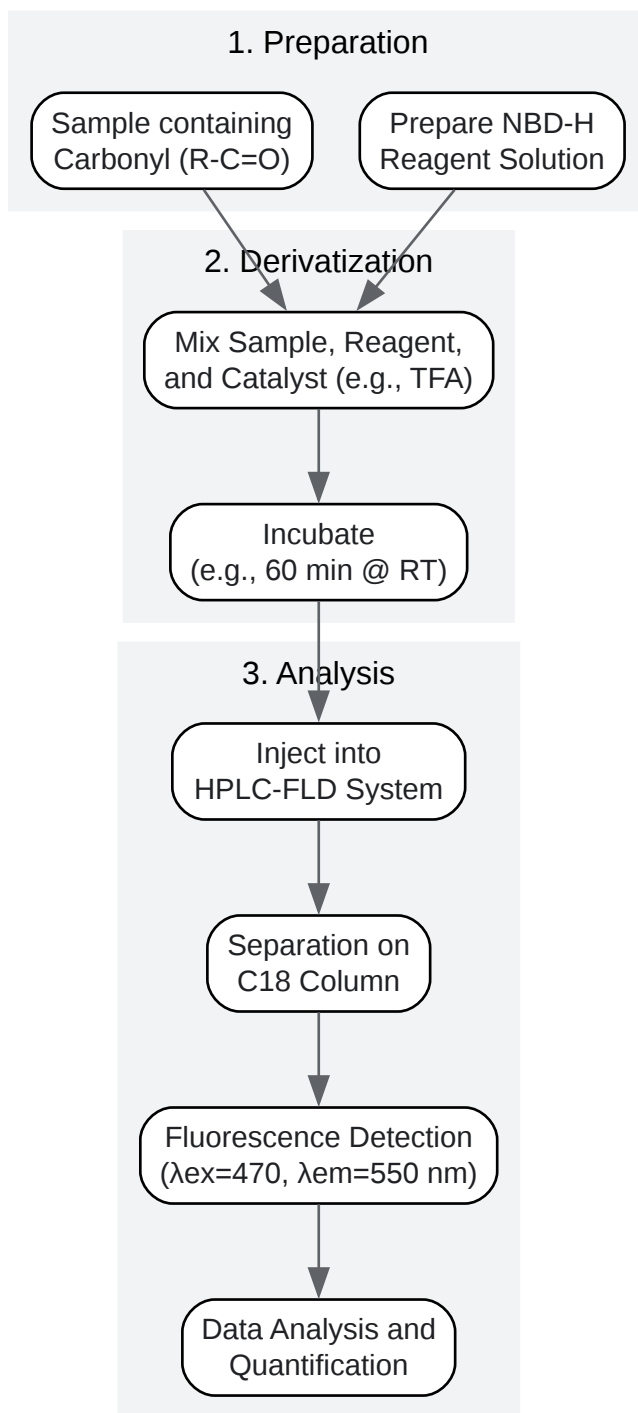 1. Preparation
Sample containing
Carbonyl (R-C=O)
Prepare NBD-H
Reagent Solution
2. Derivatization
Mix Sample, Reagent,
and Catalyst (e.g., TFA)
Incubate
(e.g., 60 min @ RT)
3. Analysis
Inject into
HPLC-FLD System
Separation on
C18 Column
Fluorescence Detection
(λex=470, λem=550 nm)
Data Analysis and
Quantification